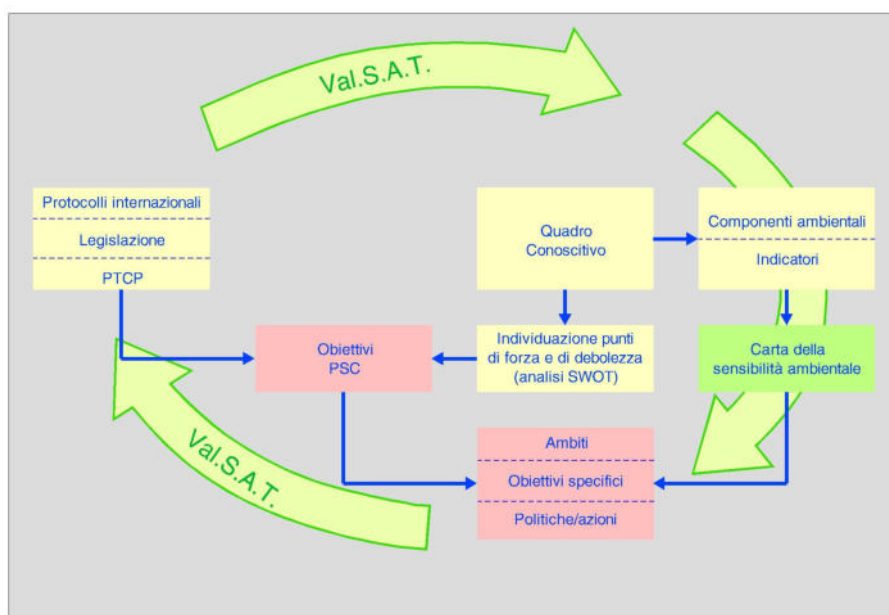 Val.S.A.T.
Protocolli internazionali
Legislazione
PTCP
Quadro
Conoscitivo
Componenti ambientali
Indicatori
Obiettivi
PSC
Individuazione punti
di forza e di debolezza
(analisi SWOT)
Carta della
sensibilità ambientale
Ambiti
Obiettivi specifici
Politiche/azioni
Val.S.A.T.